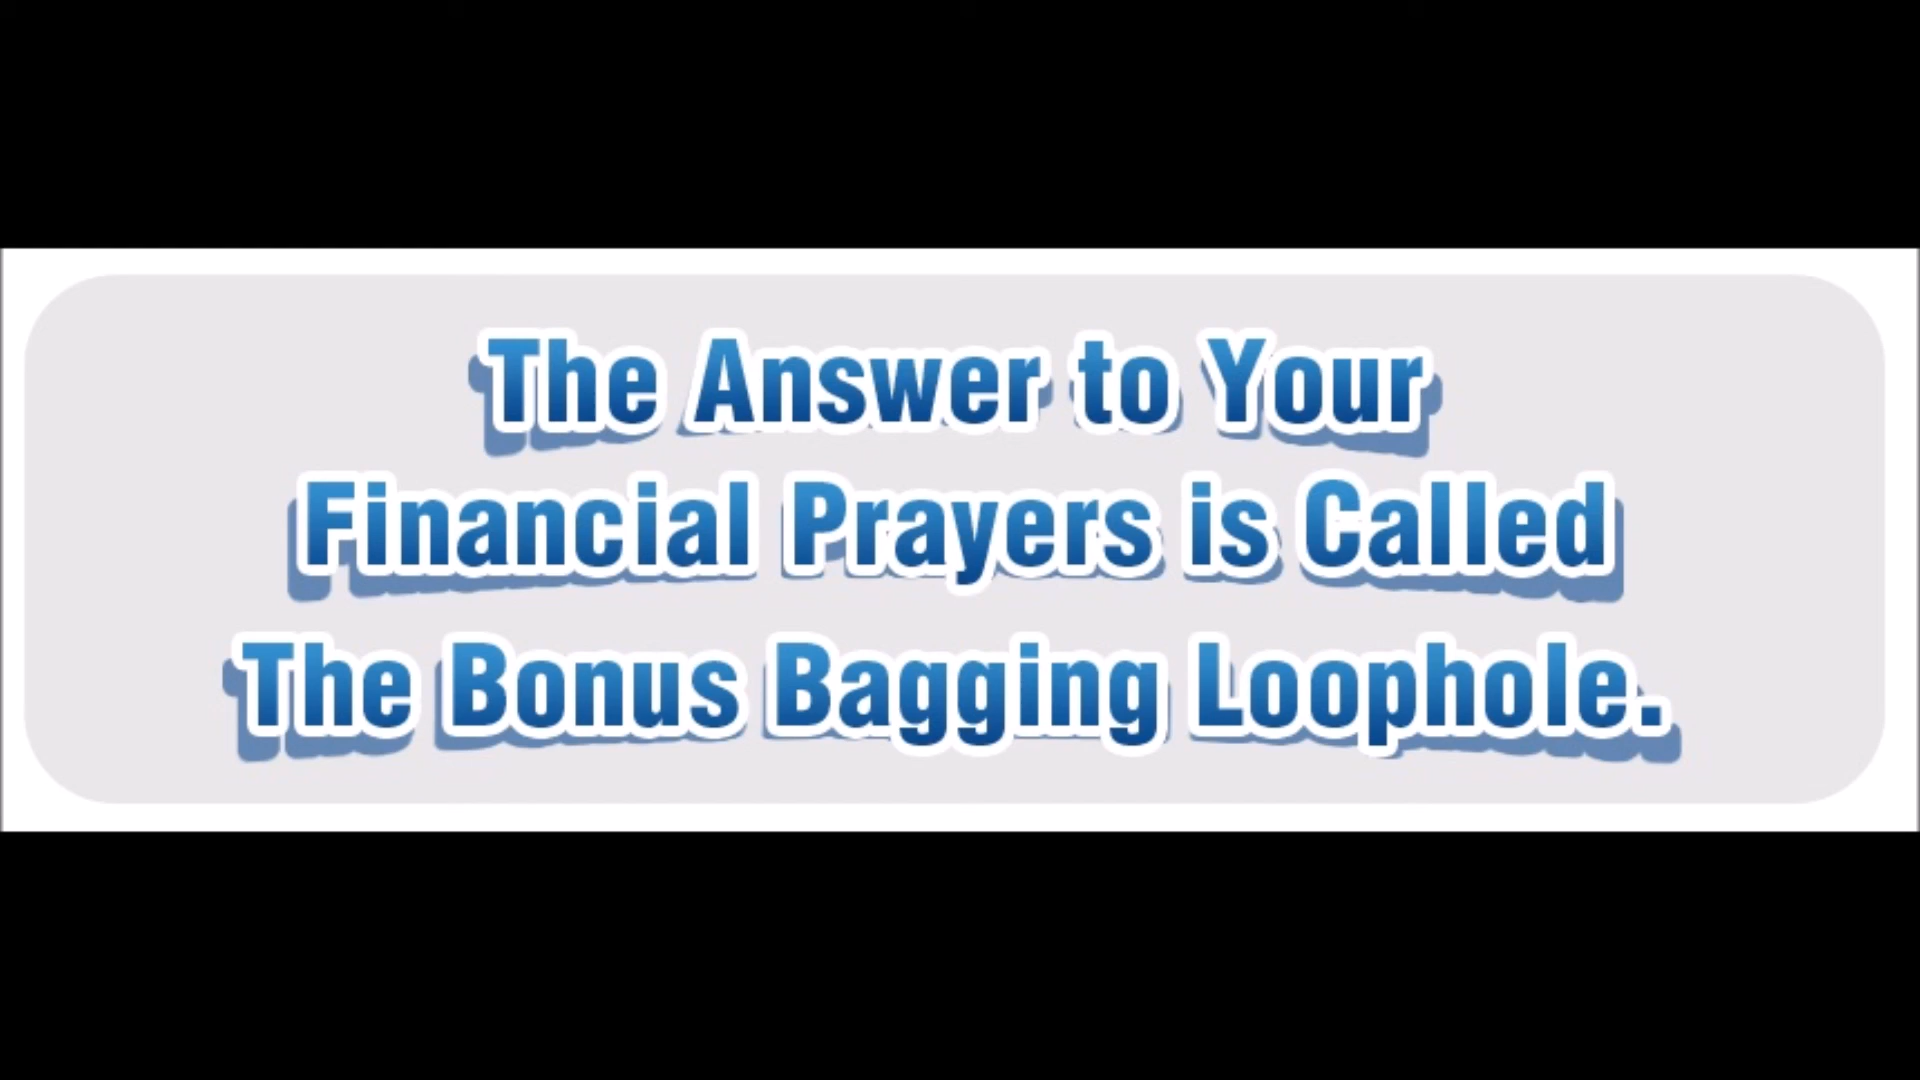 The Answer to Your
Financial Prayers is Called
The Bonus Bagging Loophole.